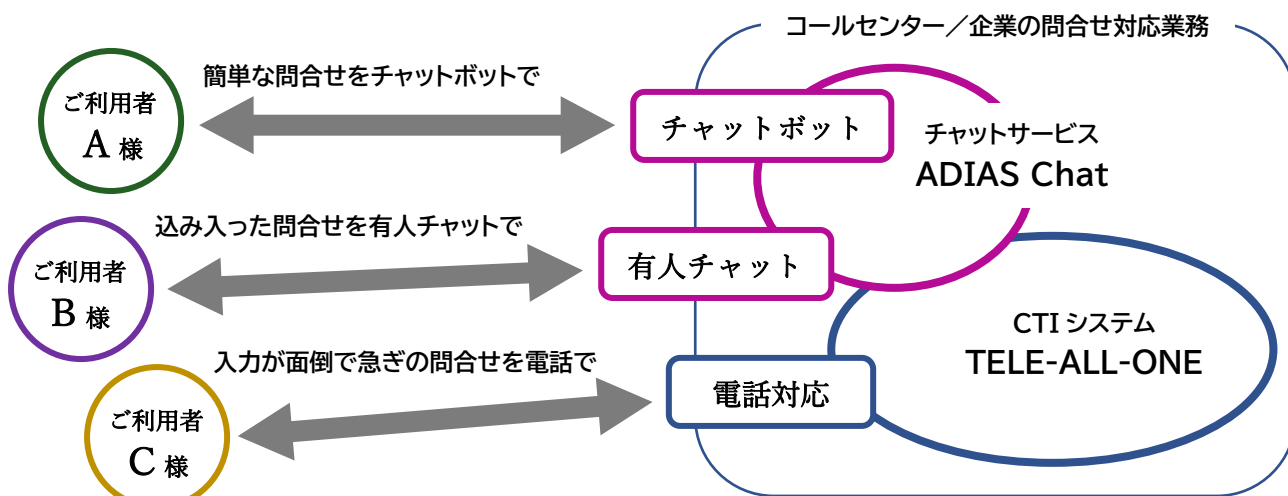 コールセンター／企業の問合せ対応業務
簡単な問合せをチャットボットで
ご利用者
A 様
チャットボット
チャットサービス
ADIAS Chat
込み入った問合せを有人チャットで
ご利用者
B 様
有人チャット
CTI システム
TELE-ALL-ONE
入力が面倒で急ぎの問合せを電話で
電話対応
ご利用者
C 様